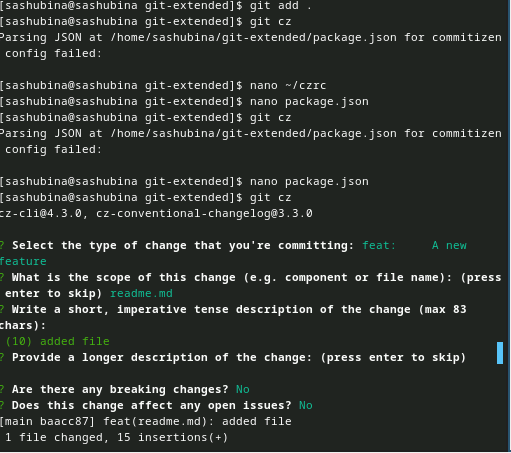 [sashubina@sashubina git-extended]$ git add .
[sashubina@sashubina git-extended]$ git cz
Parsing JSON at /home/sashubina/git-extended/package.json for commitizen
 config failed:
[sashubina@sashubina git-extended]$ nano ~/czrc
[sashubina@sashubina git-extended]$ nano package.json
[sashubina@sashubina git-extended]$ git cz
Parsing JSON at /home/sashubina/git-extended/package.json for commitizen
 config failed:
[sashubina@sashubina git-extended]$ nano package.json
[sashubina@sashubina git-extended]$ git cz
cz-cli@4.3.0, cz-conventional-changelog@3.3.0
? Select the type of change that you're committing: feat:     A new
feature
? What is the scope of this change (e.g. component or file name): (press
 enter to skip) readme.md
? Write a short, imperative tense description of the change (max 83
chars):
 (10) added file
? Provide a longer description of the change: (press enter to skip)
? Are there any breaking changes? No
? Does this change affect any open issues? No
[main baacc87] feat(readme.md): added file
 1 file changed, 15 insertions(+)